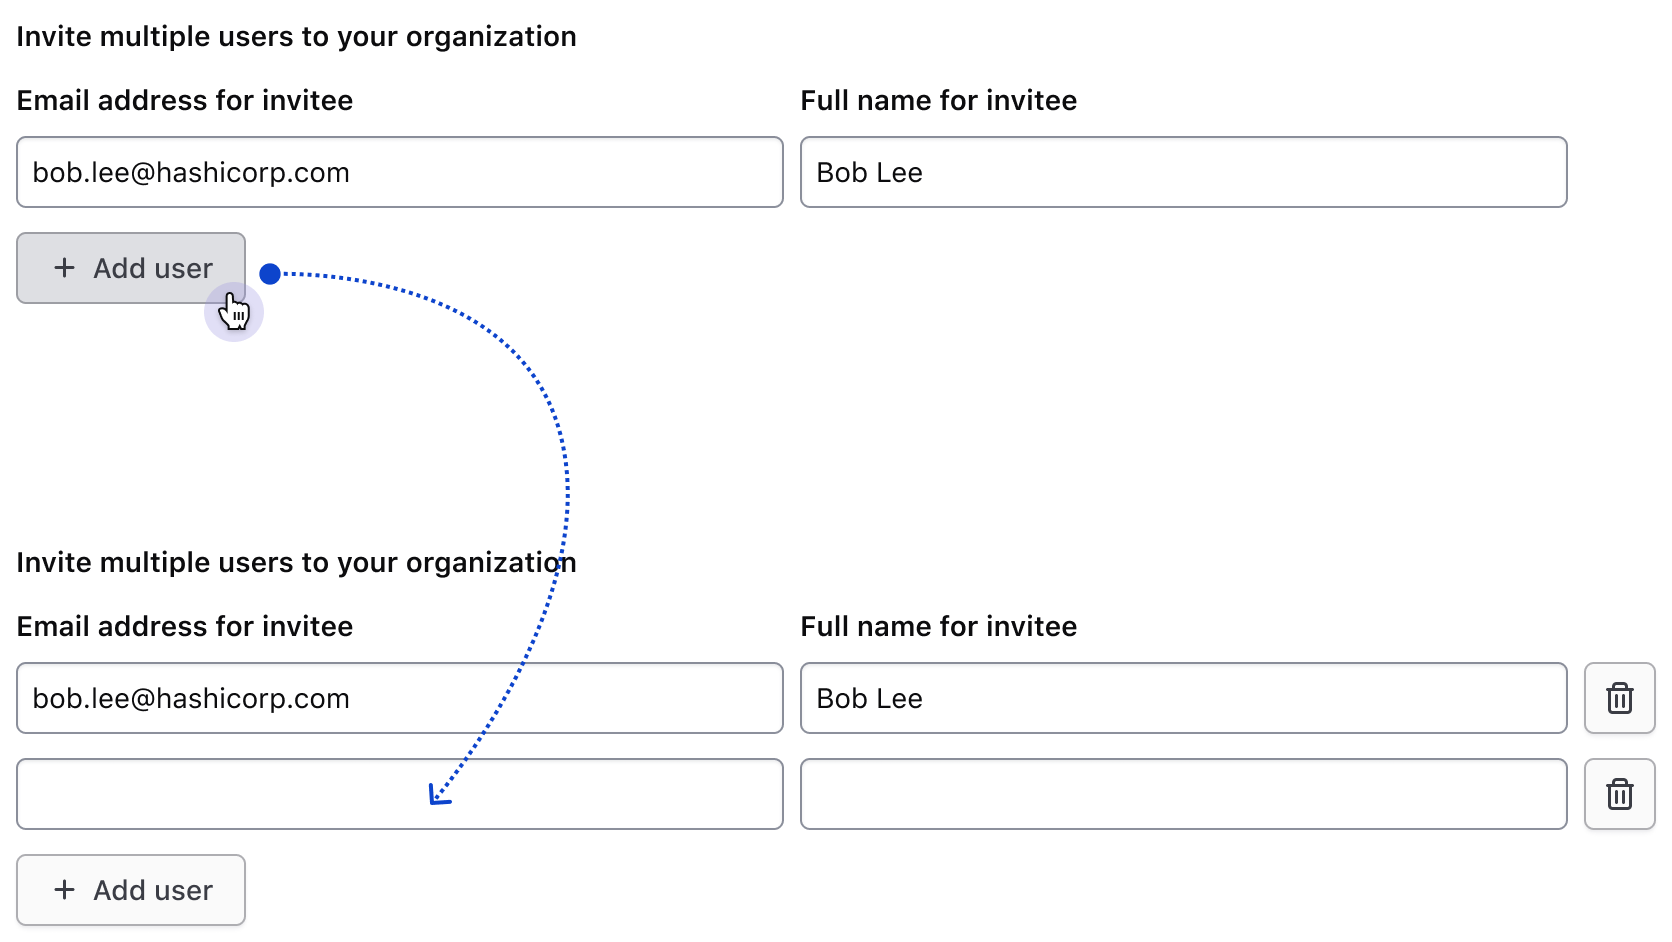 Invite multiple users to your organization
Email address for invitee Full name for invitee
bob.lee@hashicorp.com Bob Lee
+ Add user
Invite multiple users to your organization
Email address for invitee Full name for invitee
bob.lee@hashicorp.com Bob Lee
+ Add user